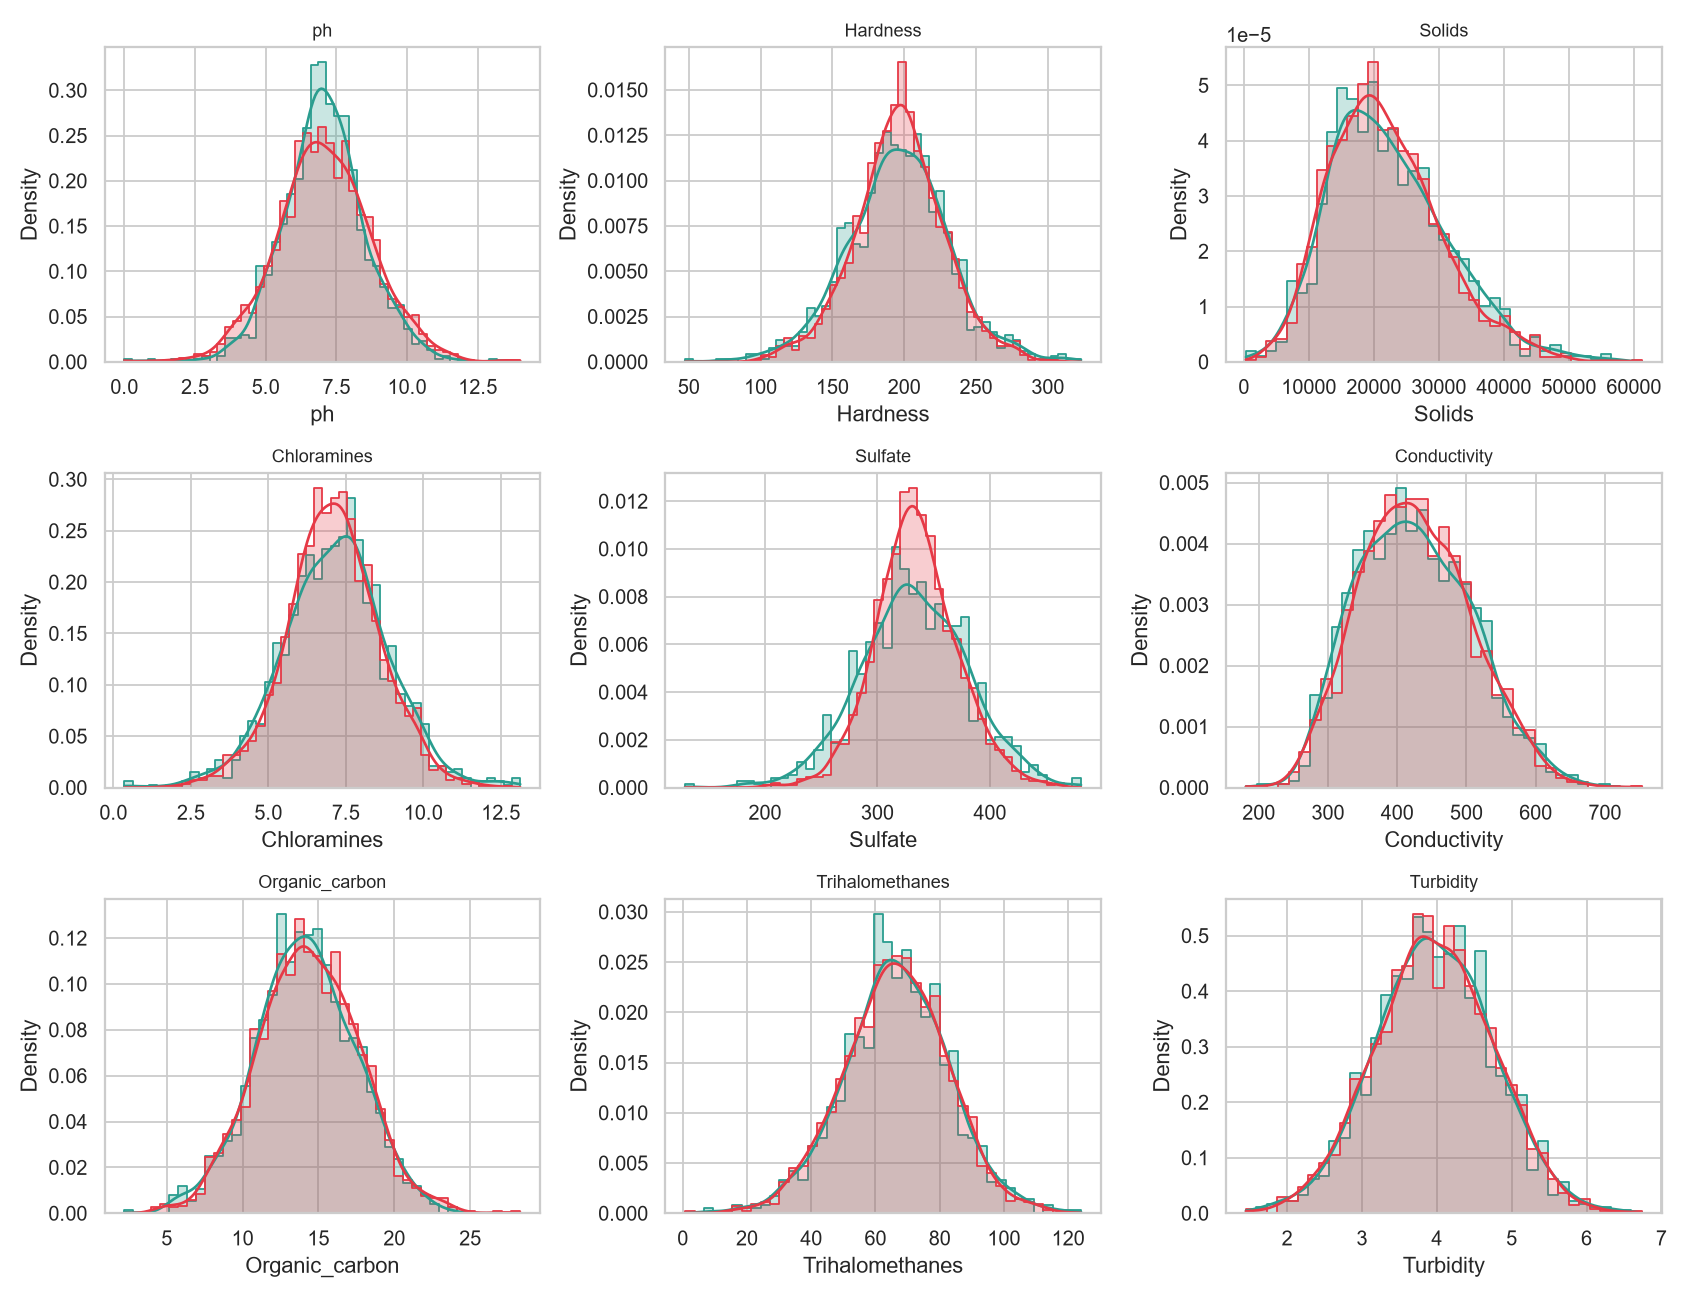 ph
Density
0.30
0.25
0.20
0.15
0.10
0.05
0.00
0.0 2.5 5.0 7.5 10.0 12.5
ph
Hardness
Density
0.0150
0.0125
0.0100
0.0075
0.0050
0.0025
0.0000
50 100 150 200 250 300
Hardness
Solids
1e−5
Density
5
4
3
2
1
0
0 10000 20000 30000 40000 50000 60000
Solids
Chloramines
Density
0.30
0.25
0.20
0.15
0.10
0.05
0.00
0.0 2.5 5.0 7.5 10.0 12.5
Chloramines
Sulfate
Density
0.012
0.010
0.008
0.006
0.004
0.002
0.000
200 300 400
Sulfate
Conductivity
Density
0.005
0.004
0.003
0.002
0.001
0.000
200 300 400 500 600 700
Conductivity
Organic_carbon
Density
0.12
0.10
0.08
0.06
0.04
0.02
0.00
5 10 15 20 25
Organic_carbon
Trihalomethanes
Density
0.030
0.025
0.020
0.015
0.010
0.005
0.000
0 20 40 60 80 100 120
Trihalomethanes
Turbidity
Density
0.5
0.4
0.3
0.2
0.1
0.0
2 3 4 5 6 7
Turbidity